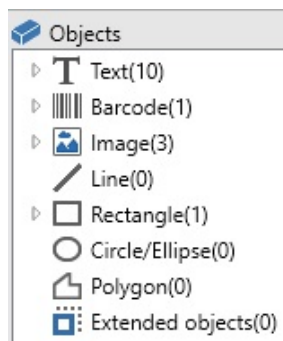 Objects
Text(10)
Barcode(1)
Image(3)
Line(0)
Rectangle(1)
Circle/Ellipse(0)
Polygon(0)
Extended objects(0)